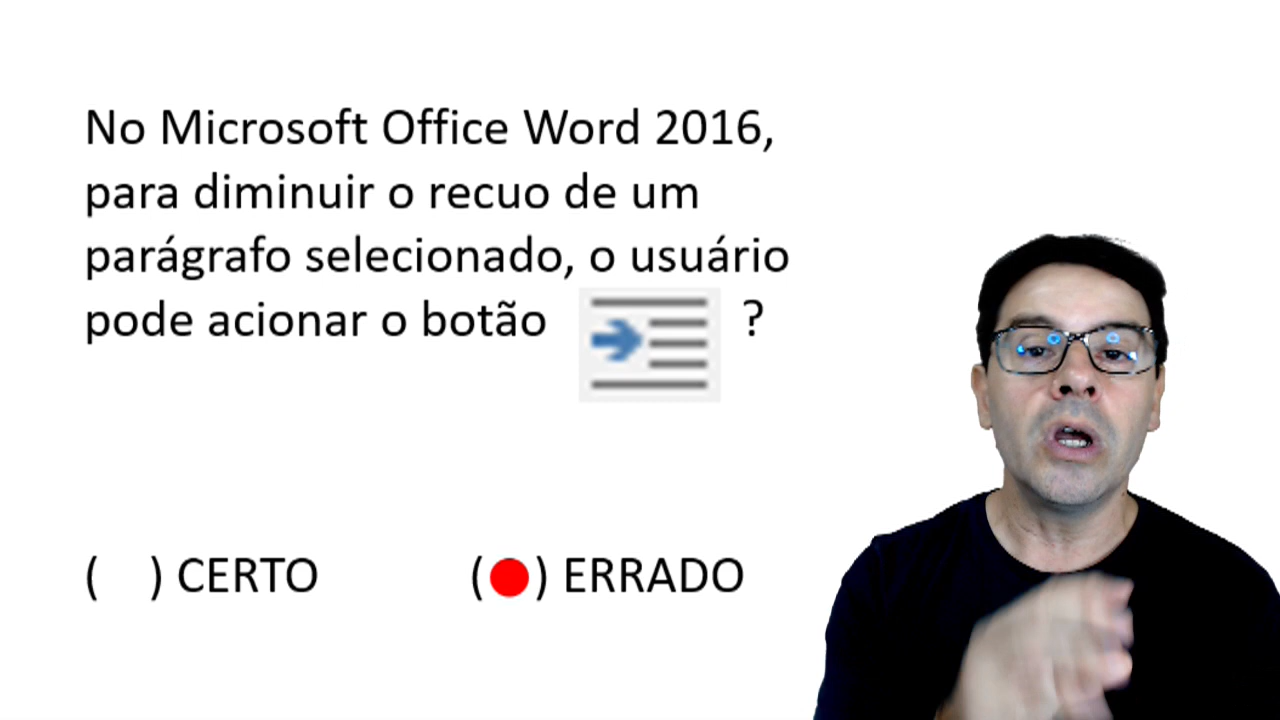 No Microsoft Office Word 2016,
para diminuir o recuo de um
parágrafo selecionado, o usuário
pode acionar o botão ?
( ) CERTO (●) ERRADO